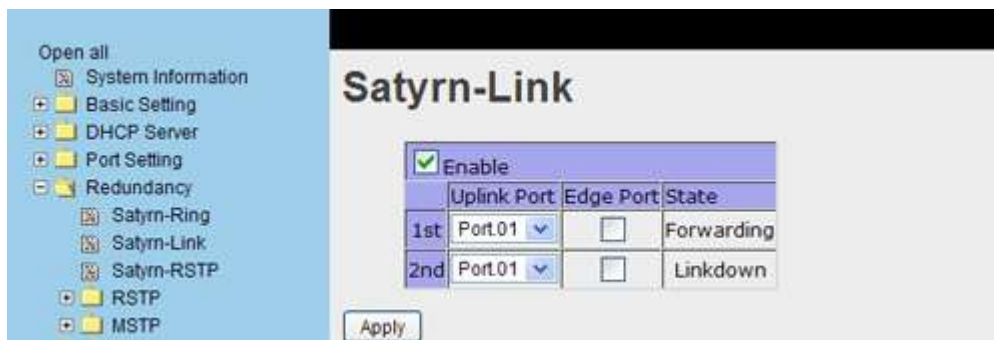 Open all
System Information
Basic Setting
DHCP Server
Port Setting
Redundancy
Satyrn-Ring
Satyrn-Link
Satyrn-RSTP
RSTP
MSTP
Satyrn-Link
Enable
Uplink Port Edge Port State
1st Port.01 Forwarding
2nd Port.01 Linkdown
Apply